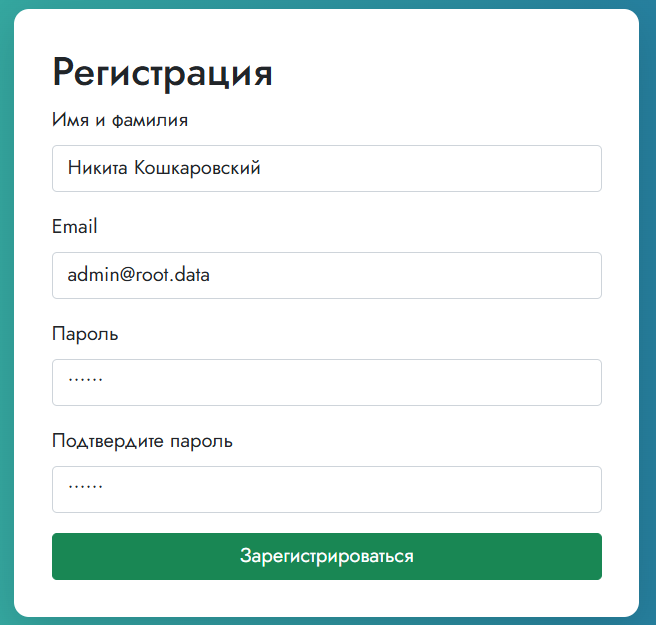 Регистрация
Имя и фамилия
Никита Кошкаровский
Email
admin@root.data
Пароль
······
Подтвердите пароль
······
Зарегистрироваться